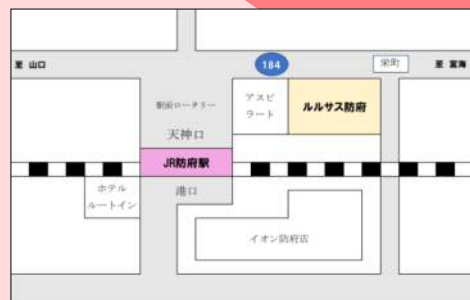 184
至 山口
栄町
至 富海
アスピ
ラート
ルルサス防府
駅前ロータリー
天神口
JR防府駅
ホテル
ルートイン
港口
イオン防府店